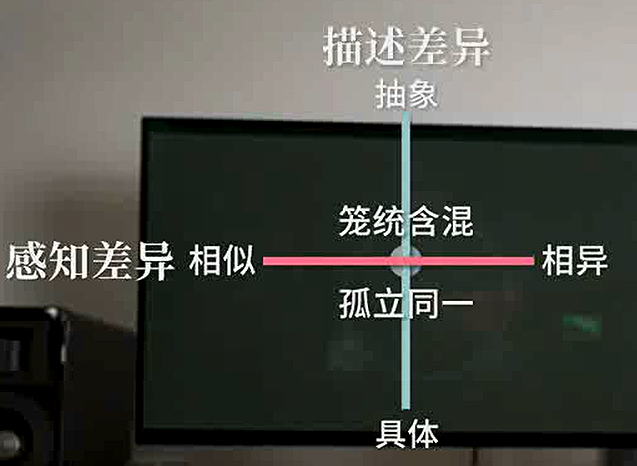 描述差异
抽象
笼统含混
感知差异 相似 相异
孤立同一
具体